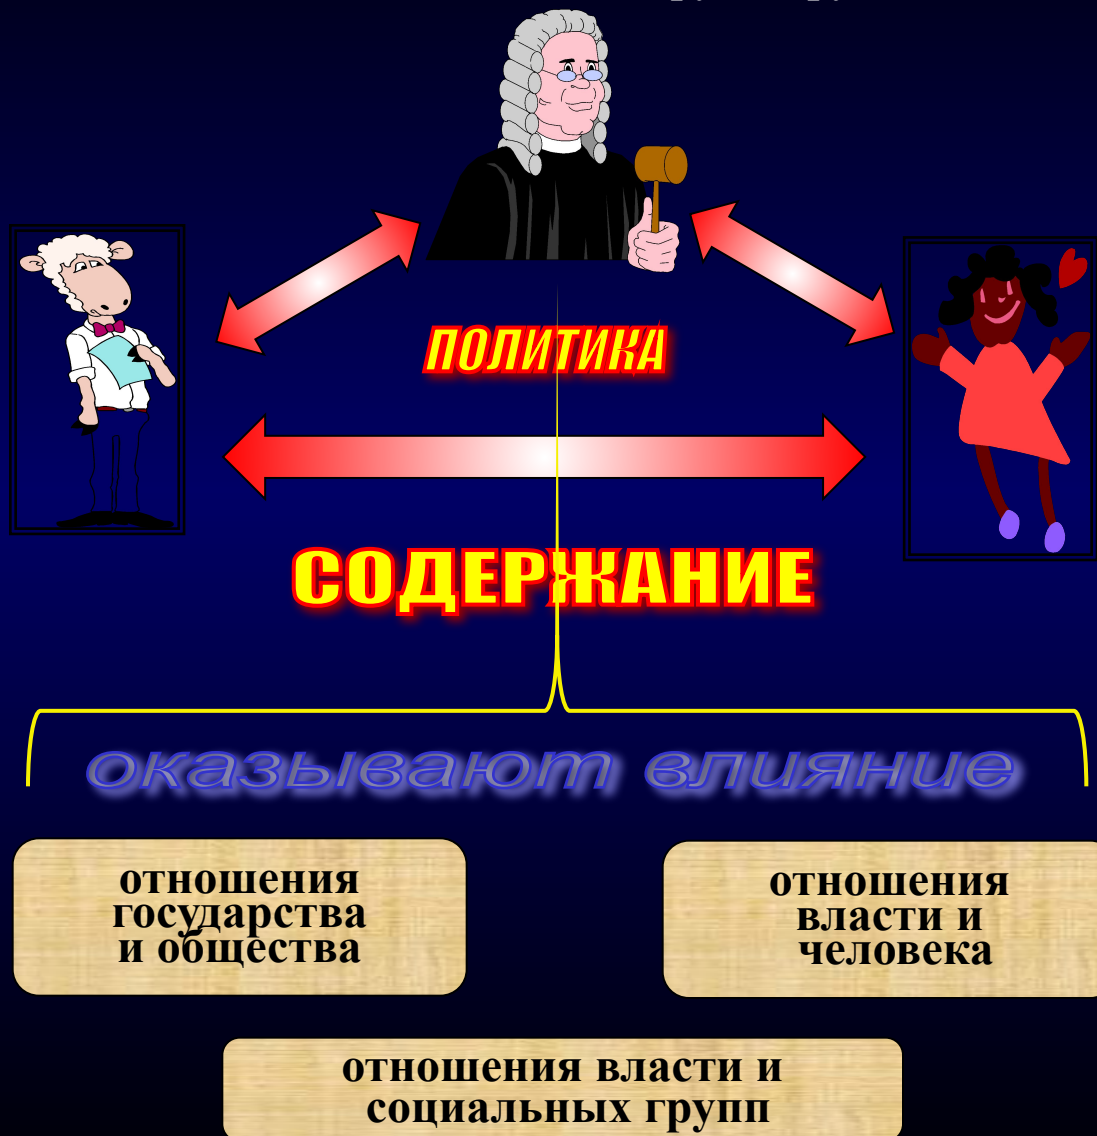 ПОЛИТИКА
СОДЕРЖАНИЕ
оказывают влияние
отношения
государства
и общества
отношения
власти и
человека
отношения власти и
социальных групп